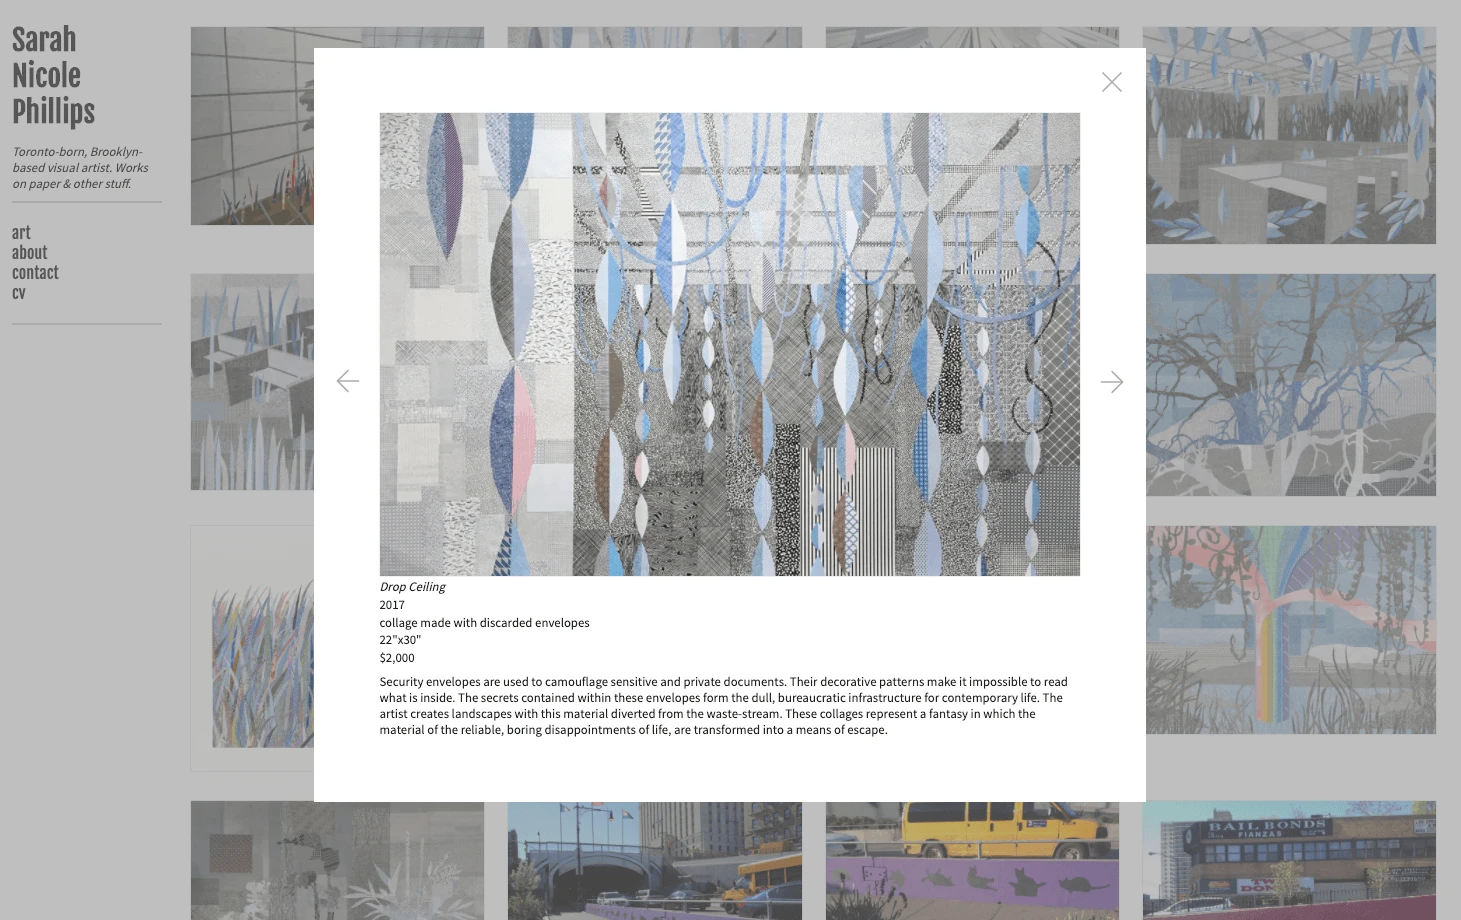 Sarah
Nicole
Phillips
Toronto-born, Brooklyn-
based visual artist. Works
on paper & other stuff.
art
about
contact
cv
Drop Ceiling
2017
collage made with discarded envelopes
22"x30"
$2,000
Security envelopes are used to camouflage sensitive and private documents. Their decorative patterns make it impossible to read
what is inside. The secrets contained within these envelopes form the dull, bureaucratic infrastructure for contemporary life. The
artist creates landscapes with this material diverted from the waste-stream. These collages represent a fantasy in which the
material of the reliable, boring disappointments of life, are transformed into a means of escape.
BAIL BONDS
FIANZAS